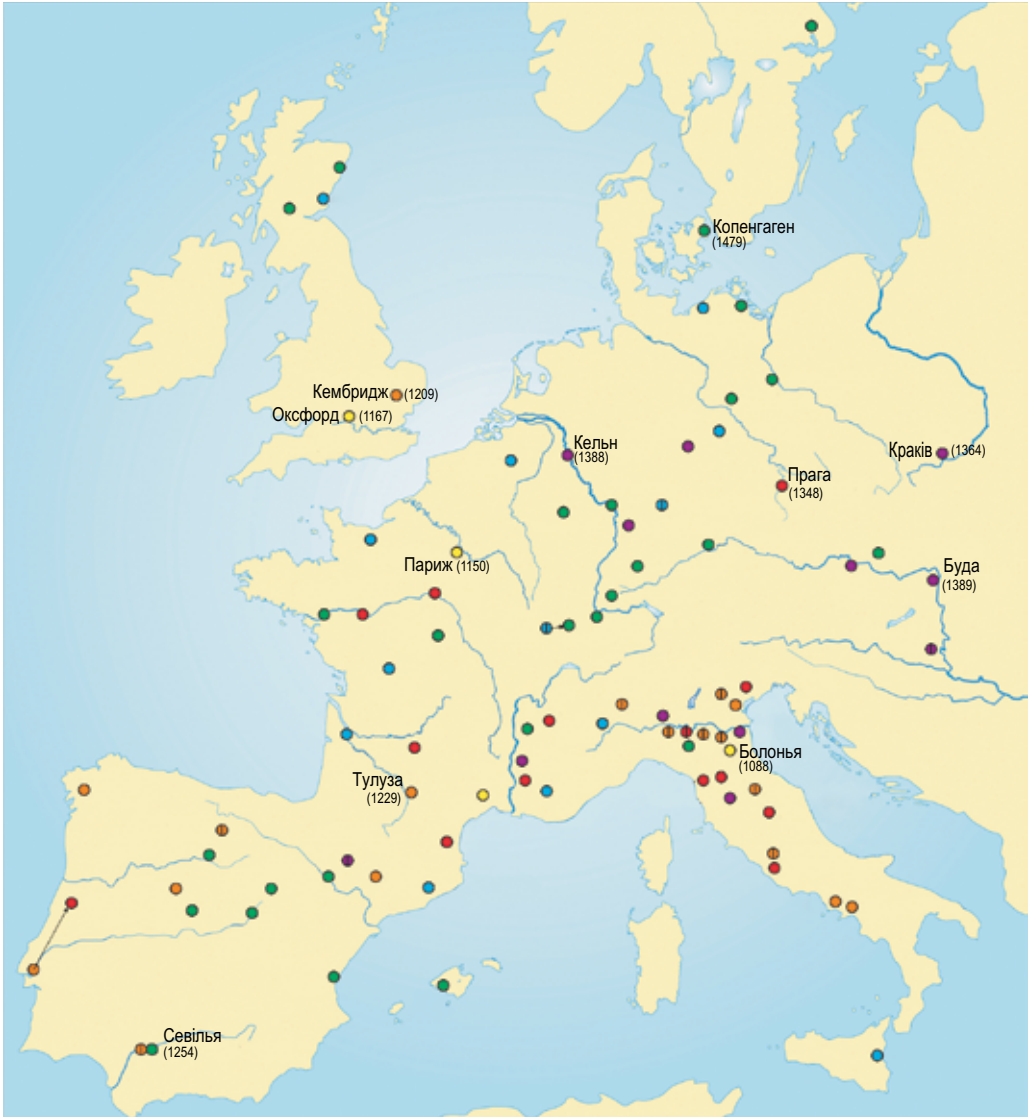 Копенгаген
(1479)
Кембридж (1209)
Оксфорд (1167)
Кельн
(1388)
Краків (1364)
Прага
(1348)
Париж (1150)
Буда
(1389)
Болонья
(1088)
Тулуза
(1229)
Севілья
(1254)